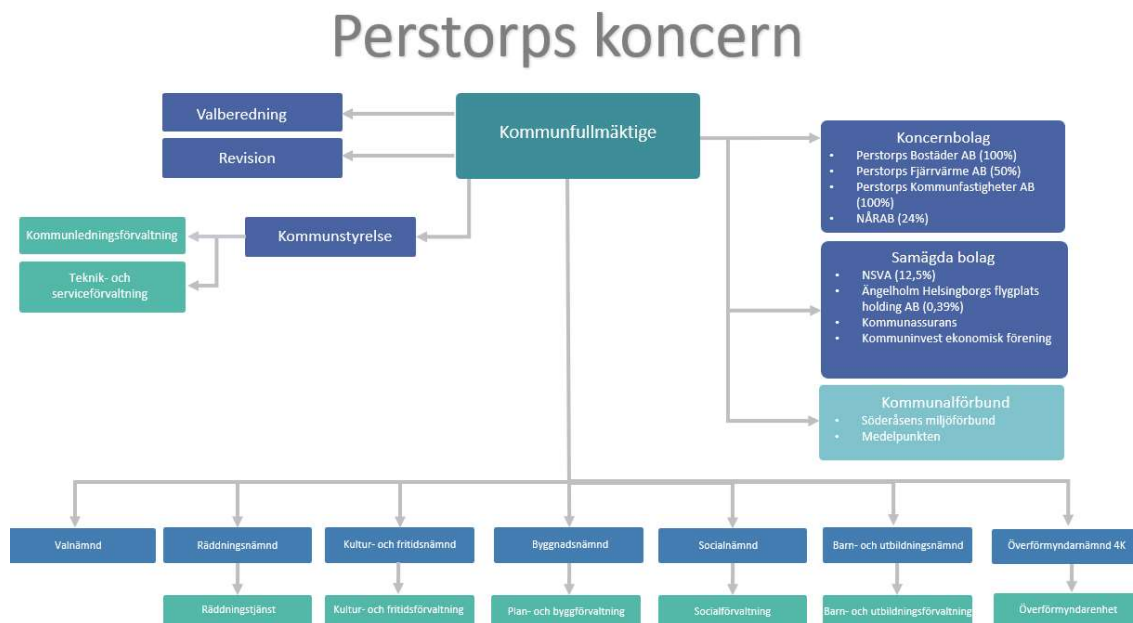 Perstorps koncern
Valberedning
Revision
Kommunfullmäktige
Kommunstyrelse
Kommunledningsförvaltning
Teknik- och
serviceförvaltning
Koncernbolag
• Perstorps Bostäder AB (100%)
• Perstorps Fjärrvärme AB (50%)
• Perstorps Kommunfastigheter AB
(100%)
• NÅRAB (24%)
Samägda bolag
• NSVA (12,5%)
• Ängelholm Helsingborgs flygplats
holding AB (0,39%)
• Kommunassurans
• Kommuninvest ekonomisk förening
Kommunalförbund
• Söderåsens miljöförbund
• Medelpunkten
Valnämnd
Räddningsnämnd
Kultur- och fritidsnämnd
Byggnadsnämnd
Socialnämnd
Barn- och utbildningsnämnd
Överförmyndarnämnd 4K
Räddningstjänst
Kultur- och fritidsförvaltning
Plan- och byggförvaltning
Socialförvaltning
Barn- och utbildningsförvaltning
Överförmyndarenhet